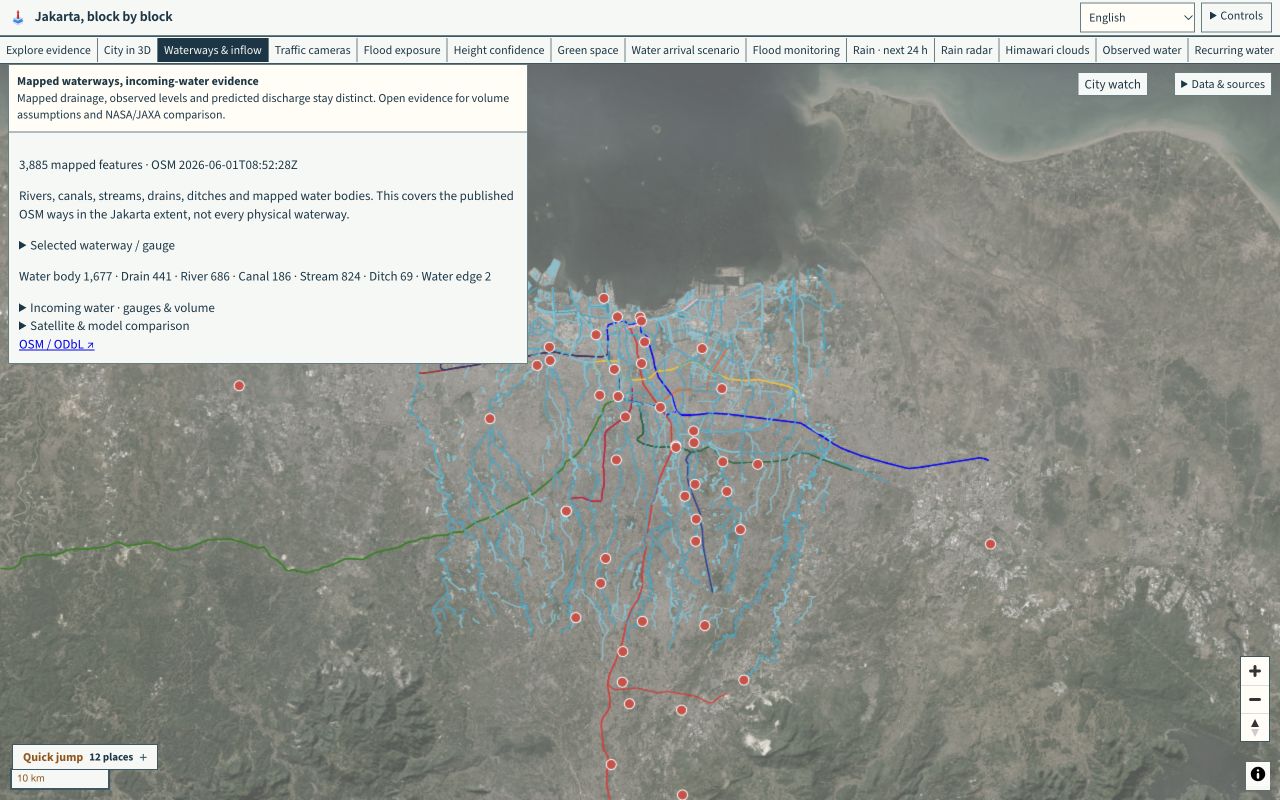 Jakarta, block by block
English
Controls
Explore evidence
City in 3D
Waterways & inflow
Traffic cameras
Flood exposure
Height confidence
Green space
Water arrival scenario
Flood monitoring
Rain · next 24 h
Rain radar
Himawari clouds
Observed water
Recurring water
Mapped waterways, incoming-water evidence
Mapped drainage, observed levels and predicted discharge stay distinct. Open evidence for volume
assumptions and NASA/JAXA comparison.
City watch
Data & sources
3,885 mapped features · OSM 2026-06-01T08:52:28Z
Rivers, canals, streams, drains, ditches and mapped water bodies. This covers the published
OSM ways in the Jakarta extent, not every physical waterway.
Selected waterway / gauge
Water body 1,677 · Drain 441 · River 686 · Canal 186 · Stream 824 · Ditch 69 · Water edge 2
Incoming water · gauges & volume
Satellite & model comparison
OSM / ODbL ↗
Quick jump 12 places +
10 km